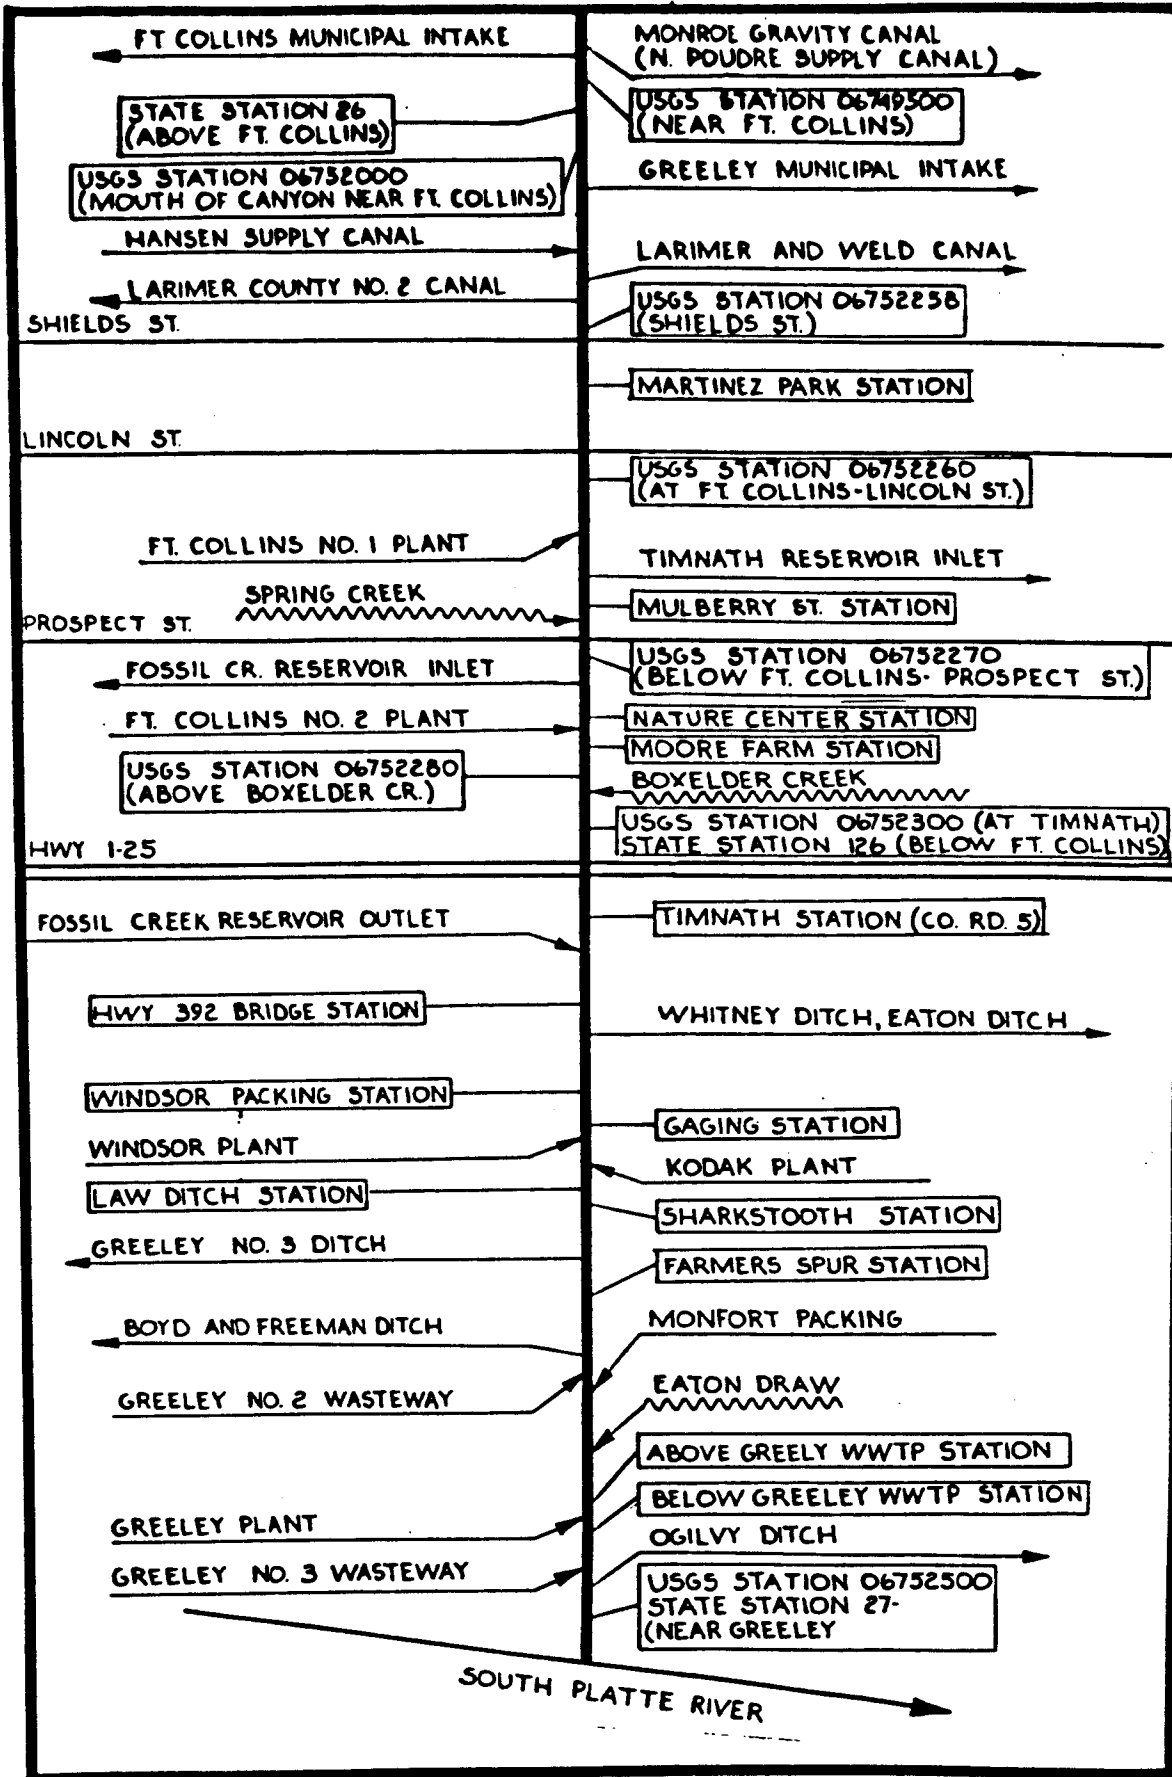 FT COLLINS MUNICIPAL INTAKE
MONROE GRAVITY CANAL
(N. POUDRE SUPPLY CANAL)
STATE STATION 26
(ABOVE FT. COLLINS)
USGS STATION 06749500
(NEAR FT. COLLINS)
USGS STATION 06752000
(MOUTH OF CANYON NEAR FT. COLLINS)
GREELEY MUNICIPAL INTAKE
HANSEN SUPPLY CANAL
LARIMER AND WELD CANAL
LARIMER COUNTY NO. 2 CANAL
USGS STATION 06752258
(SHIELDS ST.)
SHIELDS ST.
MARTINEZ PARK STATION
LINCOLN ST.
USGS STATION 06752260
(AT FT. COLLINS-LINCOLN ST.)
FT. COLLINS NO. 1 PLANT
TIMNATH RESERVOIR INLET
SPRING CREEK
MULBERRY ST. STATION
PROSPECT ST.
USGS STATION 06752270
(BELOW FT. COLLINS- PROSPECT ST.)
FOSSIL CR. RESERVOIR INLET
FT. COLLINS NO. 2 PLANT
NATURE CENTER STATION
MOORE FARM STATION
USGS STATION 06752280
(ABOVE BOXELDER CR.)
BOXELDER CREEK
USGS STATION 06752300 (AT TIMNATH)
STATE STATION 126 (BELOW FT. COLLINS)
HWY I-25
FOSSIL CREEK RESERVOIR OUTLET
TIMNATH STATION (CO. RD. 5)
HWY 392 BRIDGE STATION
WHITNEY DITCH, EATON DITCH
WINDSOR PACKING STATION
GAGING STATION
WINDSOR PLANT
KODAK PLANT
LAW DITCH STATION
SHARKSTOOTH STATION
GREELEY NO. 3 DITCH
FARMERS SPUR STATION
BOYD AND FREEMAN DITCH
MONFORT PACKING
GREELEY NO. 2 WASTEWAY
EATON DRAW
ABOVE GREELY WWTP STATION
BELOW GREELEY WWTP STATION
GREELEY PLANT
OGILVY DITCH
GREELEY NO. 3 WASTEWAY
USGS STATION 06752500
STATE STATION 27-
(NEAR GREELEY
SOUTH PLATTE RIVER